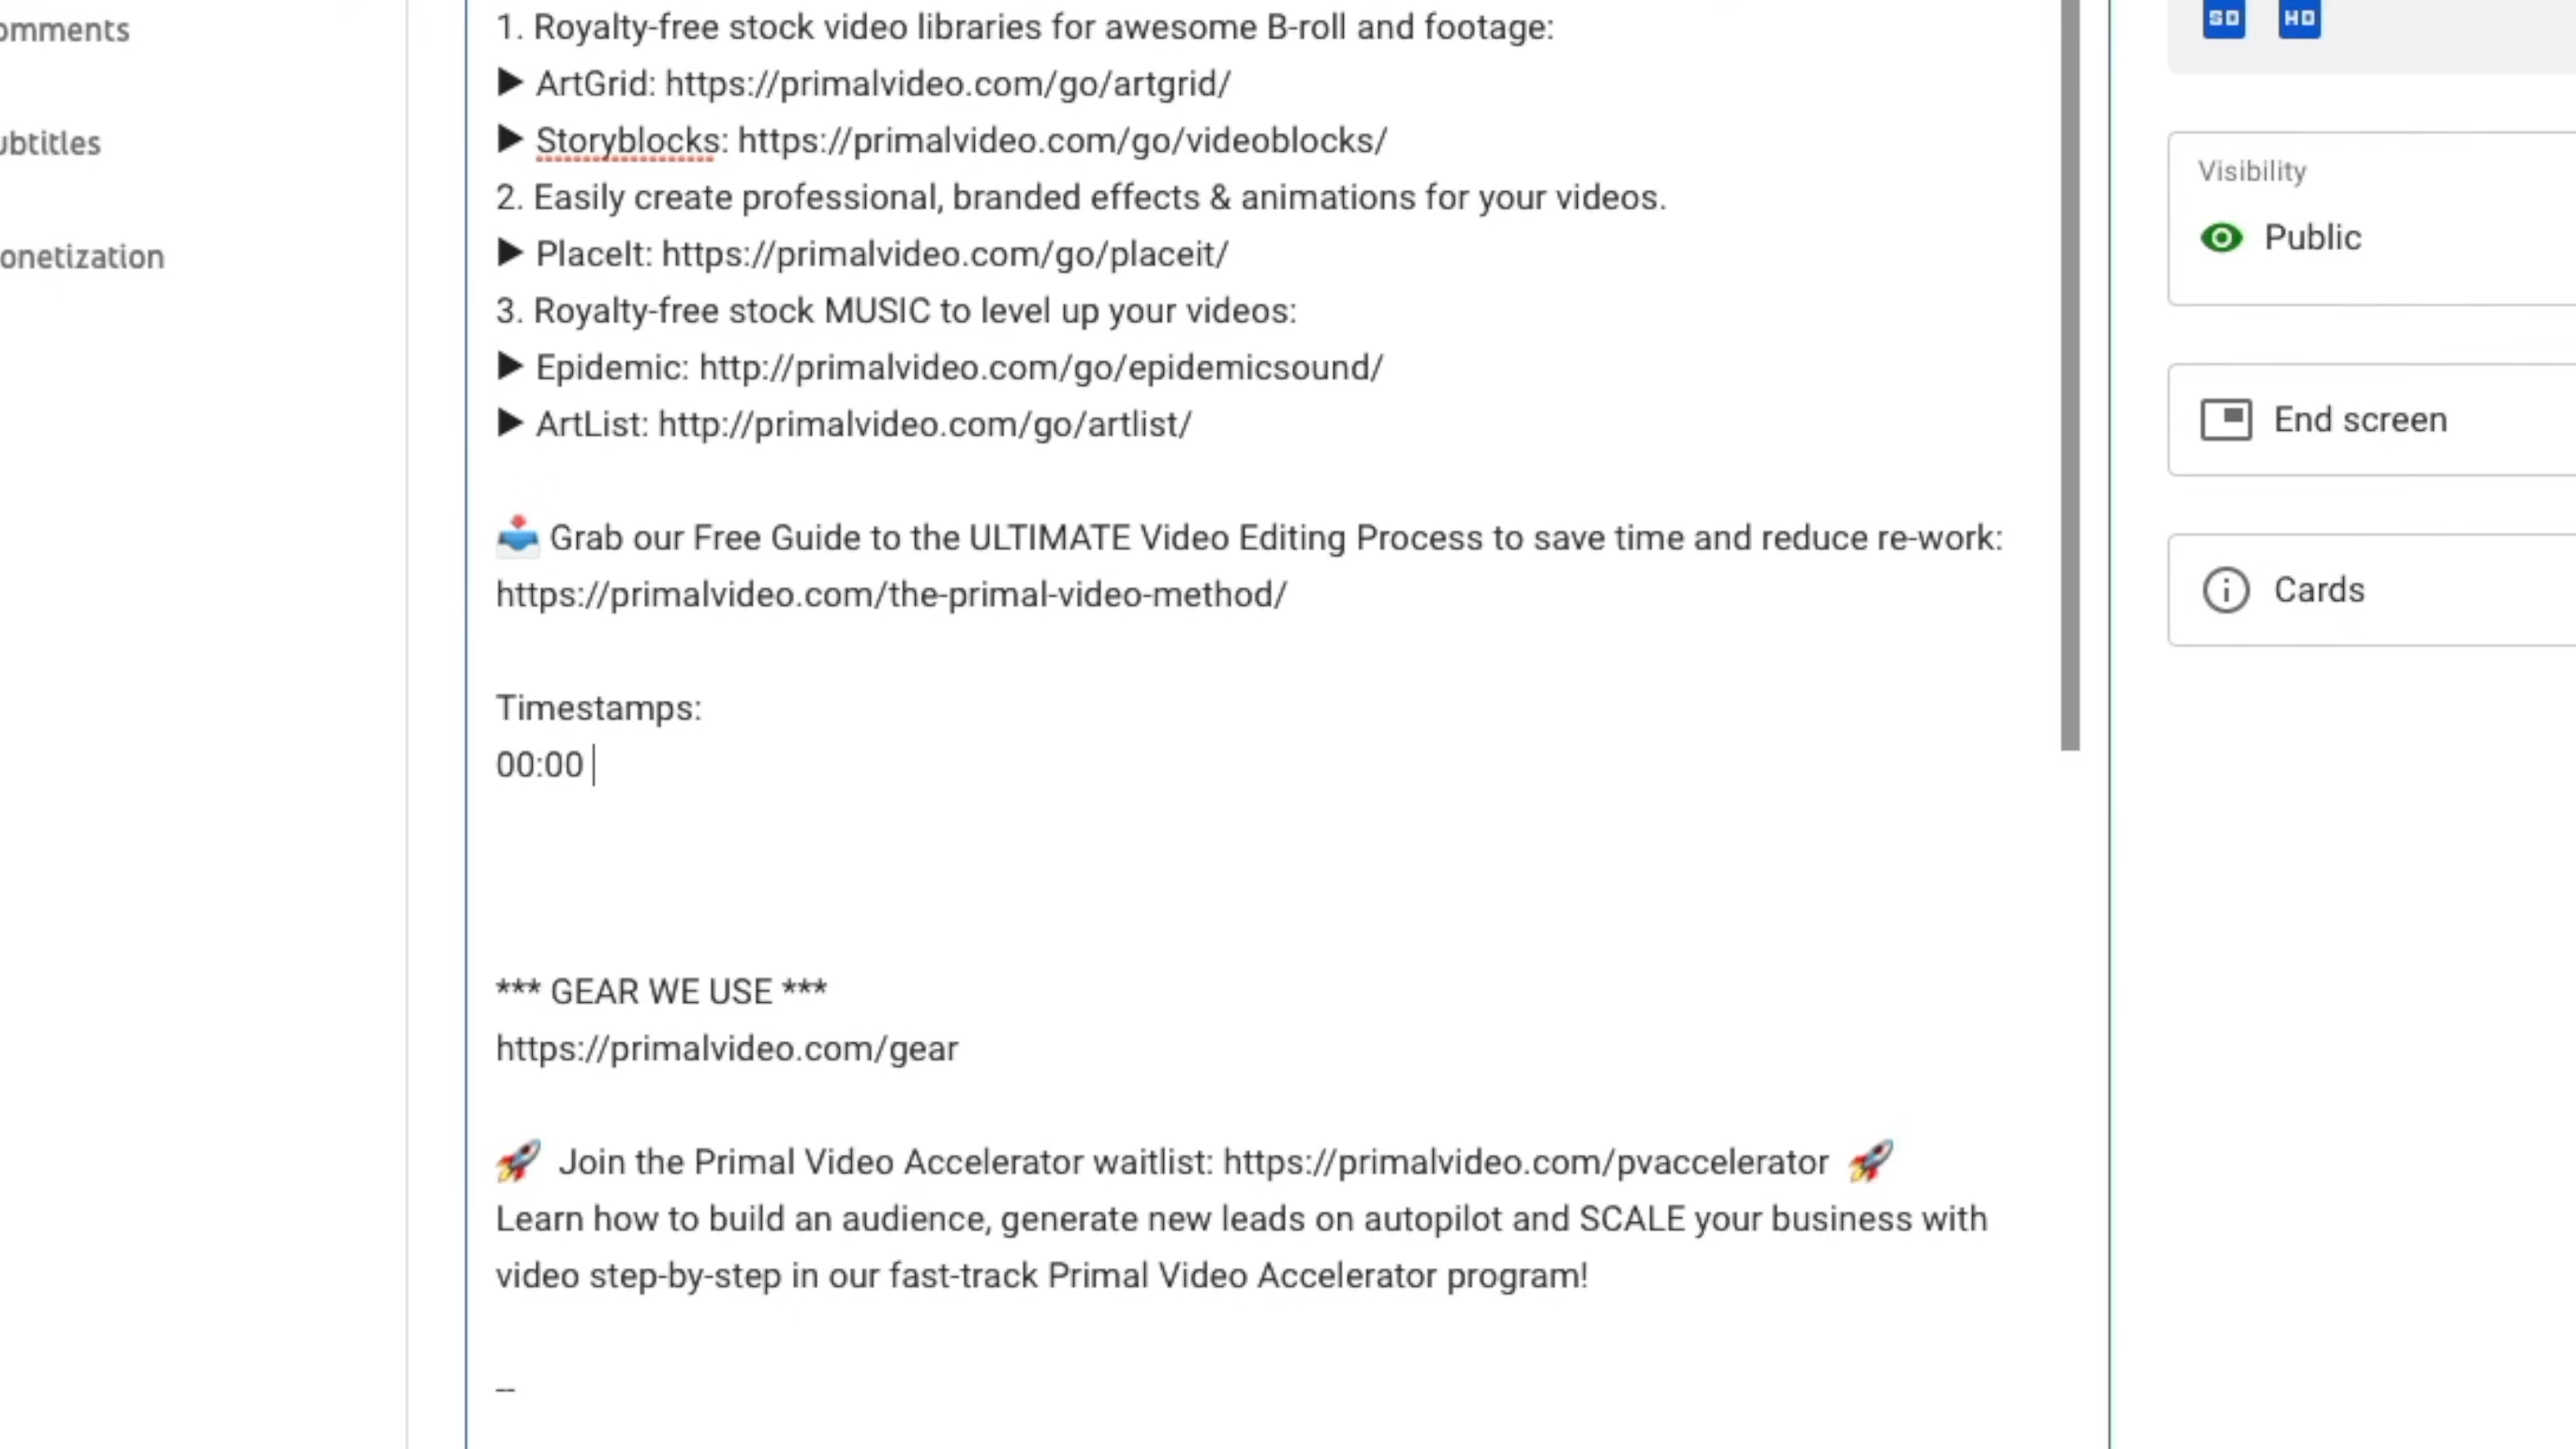 omments
ubtitles
onetization
1. Royalty-free stock video libraries for awesome B-roll and footage:
▶ ArtGrid: https://primalvideo.com/go/artgrid/
▶ Storyblocks: https://primalvideo.com/go/videoblocks/
2. Easily create professional, branded effects & animations for your videos.
▶ PlaceIt: https://primalvideo.com/go/placeit/
3. Royalty-free stock MUSIC to level up your videos:
▶ Epidemic: http://primalvideo.com/go/epidemicsound/
▶ ArtList: http://primalvideo.com/go/artlist/
📥 Grab our Free Guide to the ULTIMATE Video Editing Process to save time and reduce re-work:
https://primalvideo.com/the-primal-video-method/
Timestamps:
00:00
*** GEAR WE USE ***
https://primalvideo.com/gear
🚀 Join the Primal Video Accelerator waitlist: https://primalvideo.com/pvaccelerator 🚀
Learn how to build an audience, generate new leads on autopilot and SCALE your business with
video step-by-step in our fast-track Primal Video Accelerator program!
--
SD HD
Visibility
Public
End screen
Cards